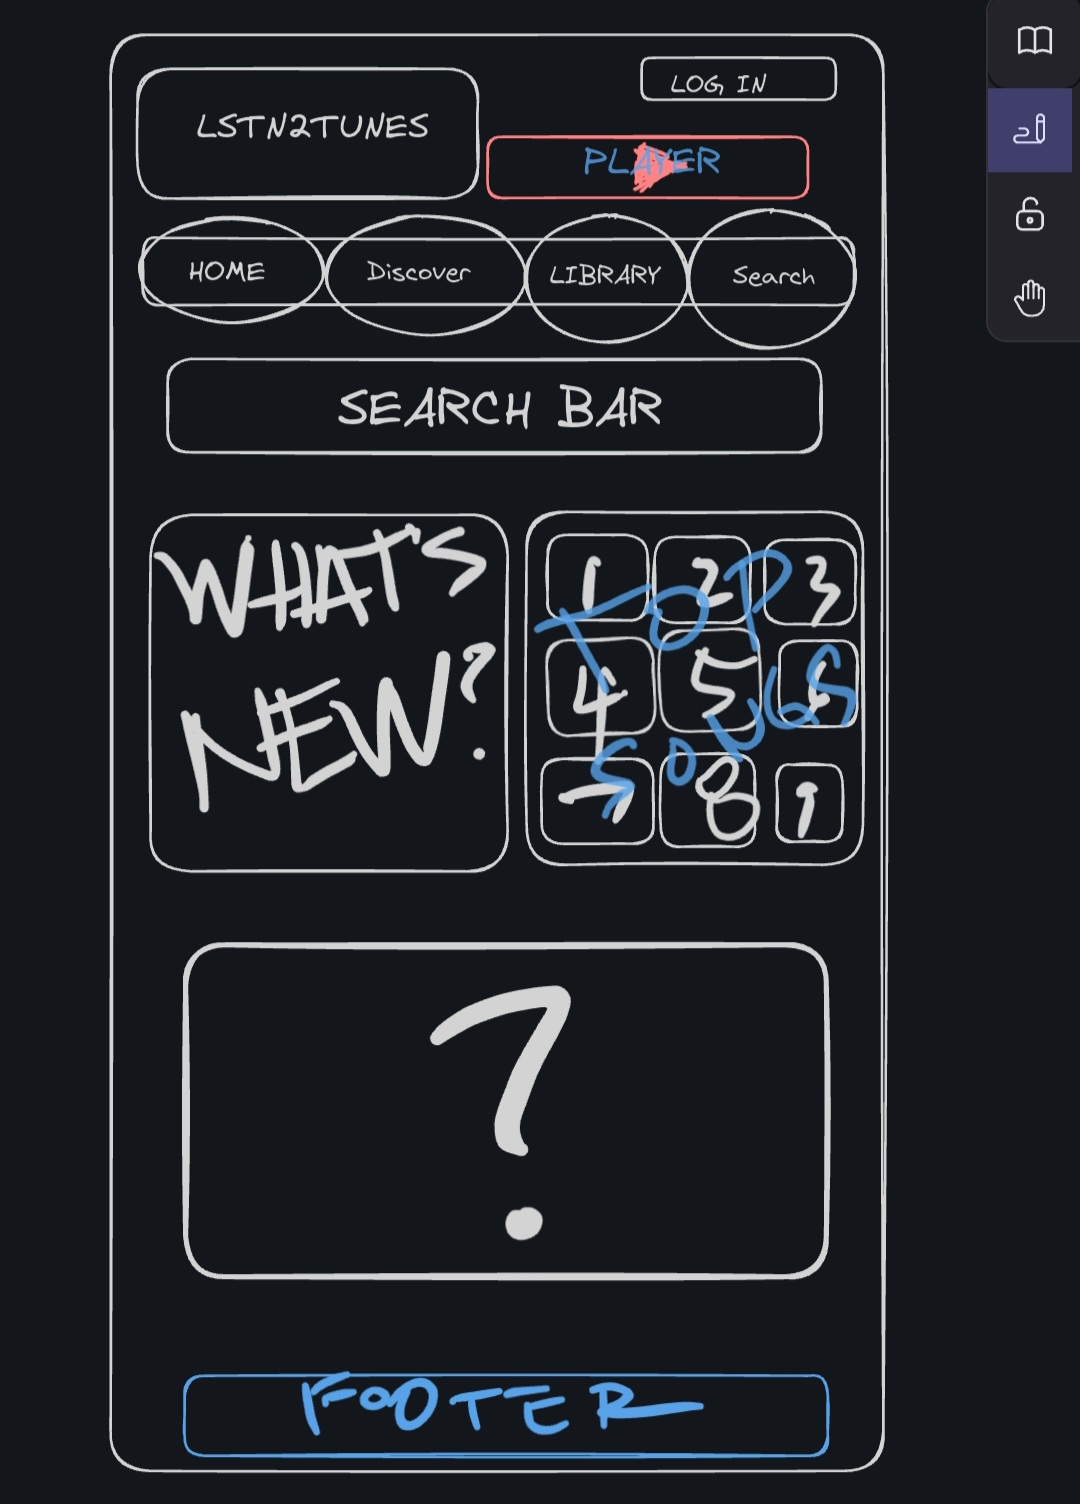 LOG IN
LSTN2TUNES
PLAYER
HOME Discover LIBRARY Search
SEARCH BAR
WHAT'S
NEW?
1 2 3
4 5
7 8 9
TOP
SONGS
?
FOOTER